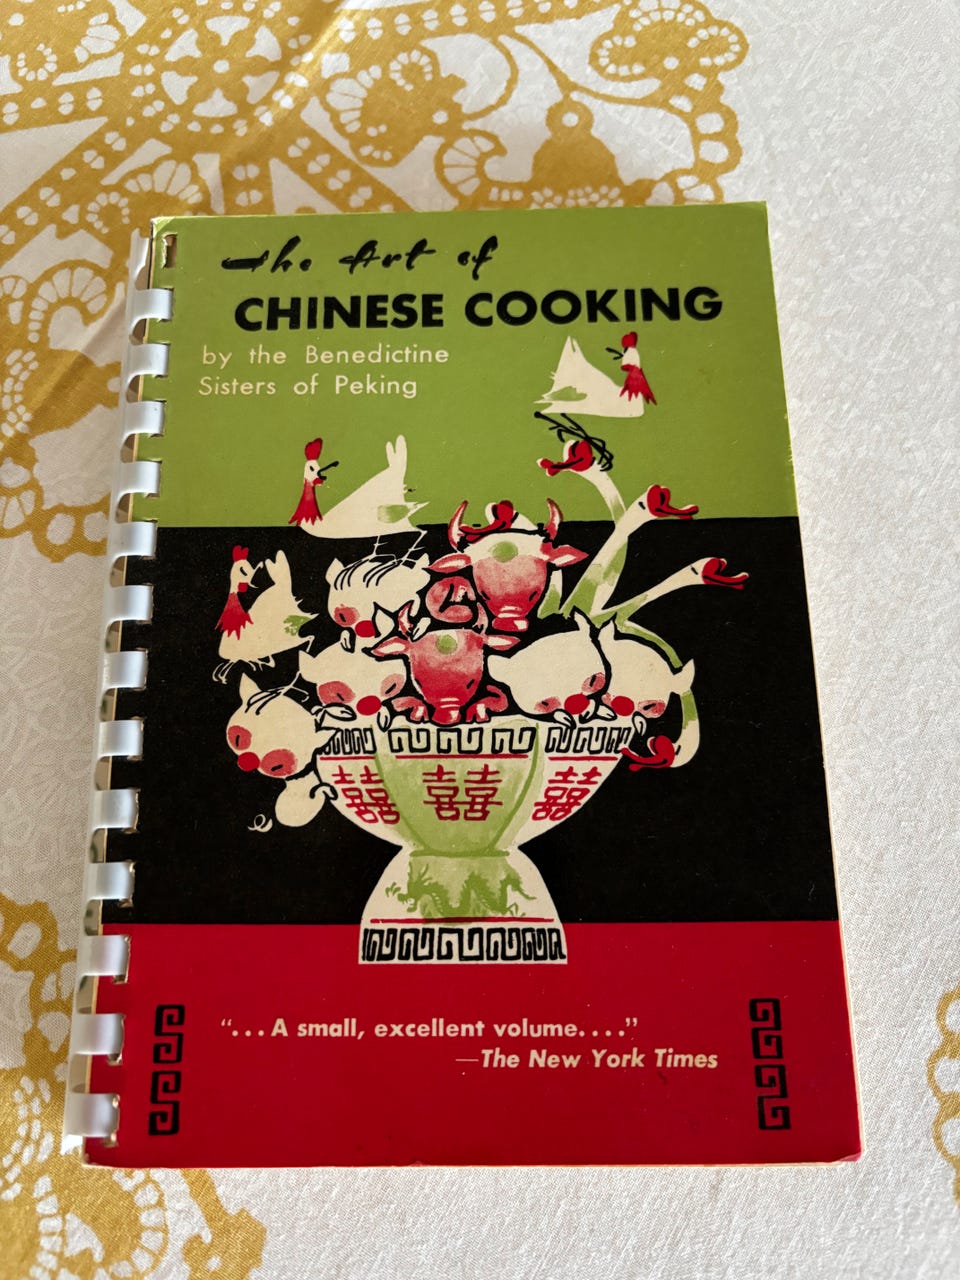 The Art of
CHINESE COOKING
by the Benedictine
Sisters of Peking
囍 囍 囍
"...A small, excellent volume...."
—The New York Times